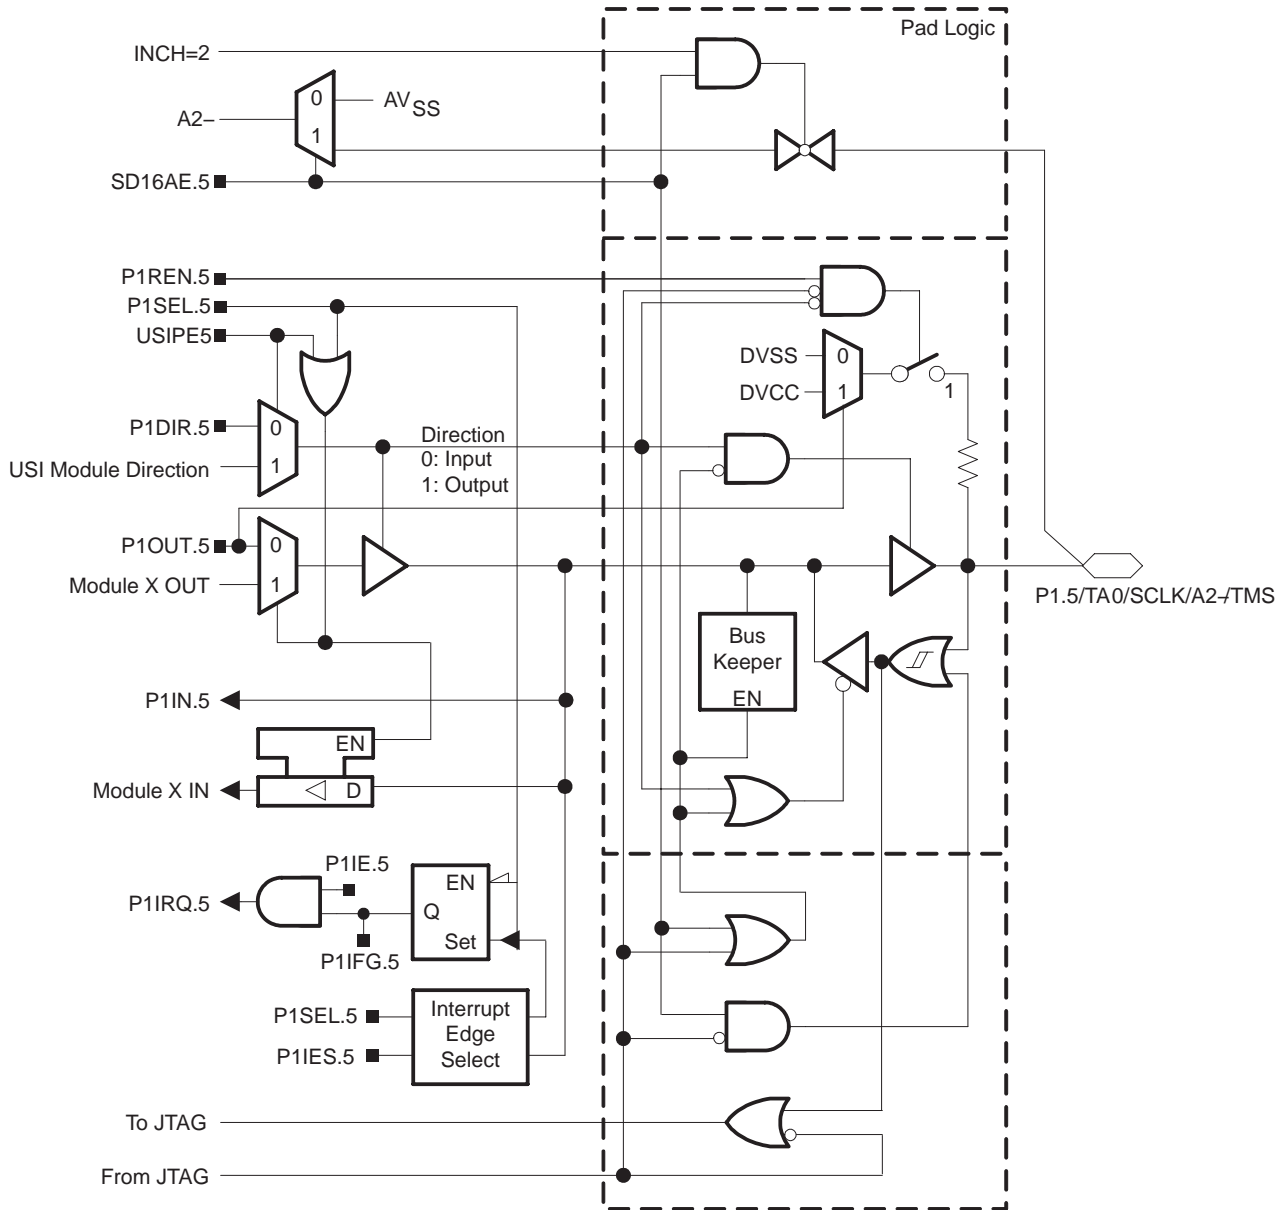 Pad Logic
INCH=2
0
AVSS
A2–
1
SD16AE.5
P1REN.5
P1SEL.5
USIPE5
DVSS
0
DVCC
1
1
P1DIR.5
0
Direction
0: Input
1: Output
USI Module Direction
1
P1OUT.5
0
Module X OUT
1
P1.5/TA0/SCLK/A2–/TMS
Bus
Keeper
EN
P1IN.5
EN
Module X IN
D
P1IE.5
EN
P1IRQ.5
Q
Set
P1IFG.5
P1SEL.5
Interrupt
Edge
Select
P1IES.5
To JTAG
From JTAG